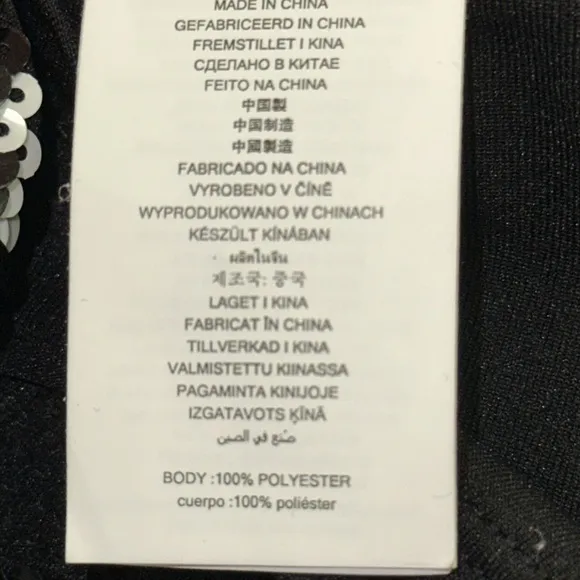 MADE IN CHINA
GEFABRICEERD IN CHINA
FREMSTILLET I KINA
СДЕЛАНО В КИТАЕ
FEITO NA CHINA
中国製
中国制造
中國製造
FABRICADO NA CHINA
VYROBENO V ČÍNĚ
WYPRODUKOWANO W CHINACH
KÉSZÜLT KÍNÁBAN
ผลิตในจีน
제조국: 중국
LAGET I KINA
FABRICAT ÎN CHINA
TILLVERKAD I KINA
VALMISTETTU KIINASSA
PAGAMINTA KINIJOJE
IZGATAVOTS ĶĪNĀ
صنع في الصين
BODY :100% POLYESTER
cuerpo :100% poliéster